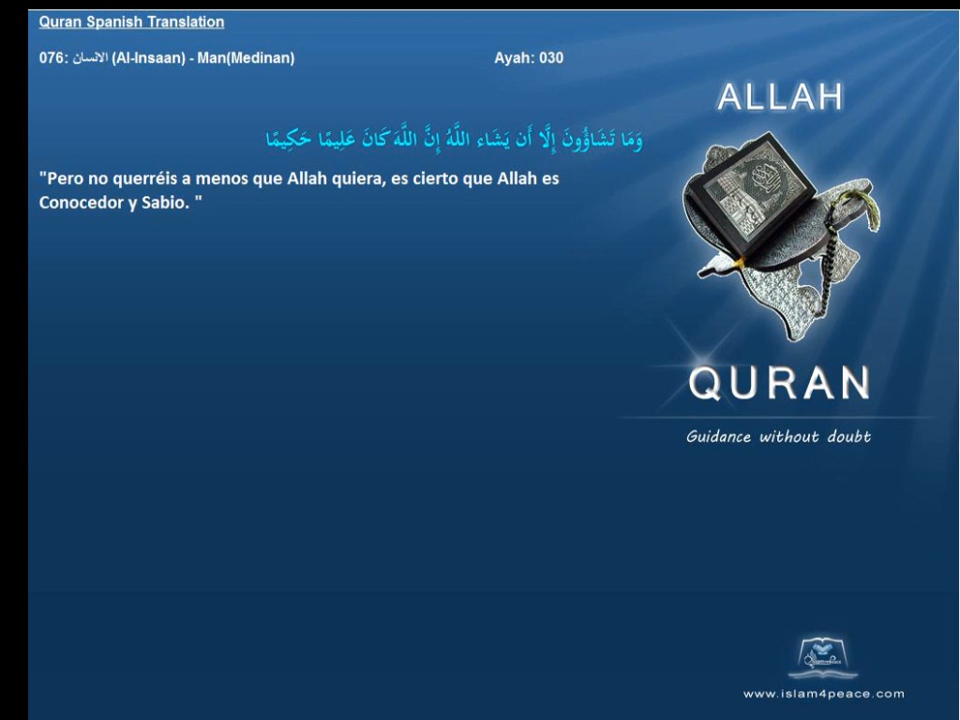 Quran Spanish Translation
076: الانسان (Al-Insaan) - Man(Medinan) Ayah: 030
وَمَا تَشَاؤُونَ إِلَّا أَن يَشَاء اللَّهُ إِنَّ اللَّهَ كَانَ عَلِيمًا حَكِيمًا
"Pero no querréis a menos que Allah quiera, es cierto que Allah es
Conocedor y Sabio. "
ALLAH
QURAN
Guidance without doubt
www.islam4peace.com